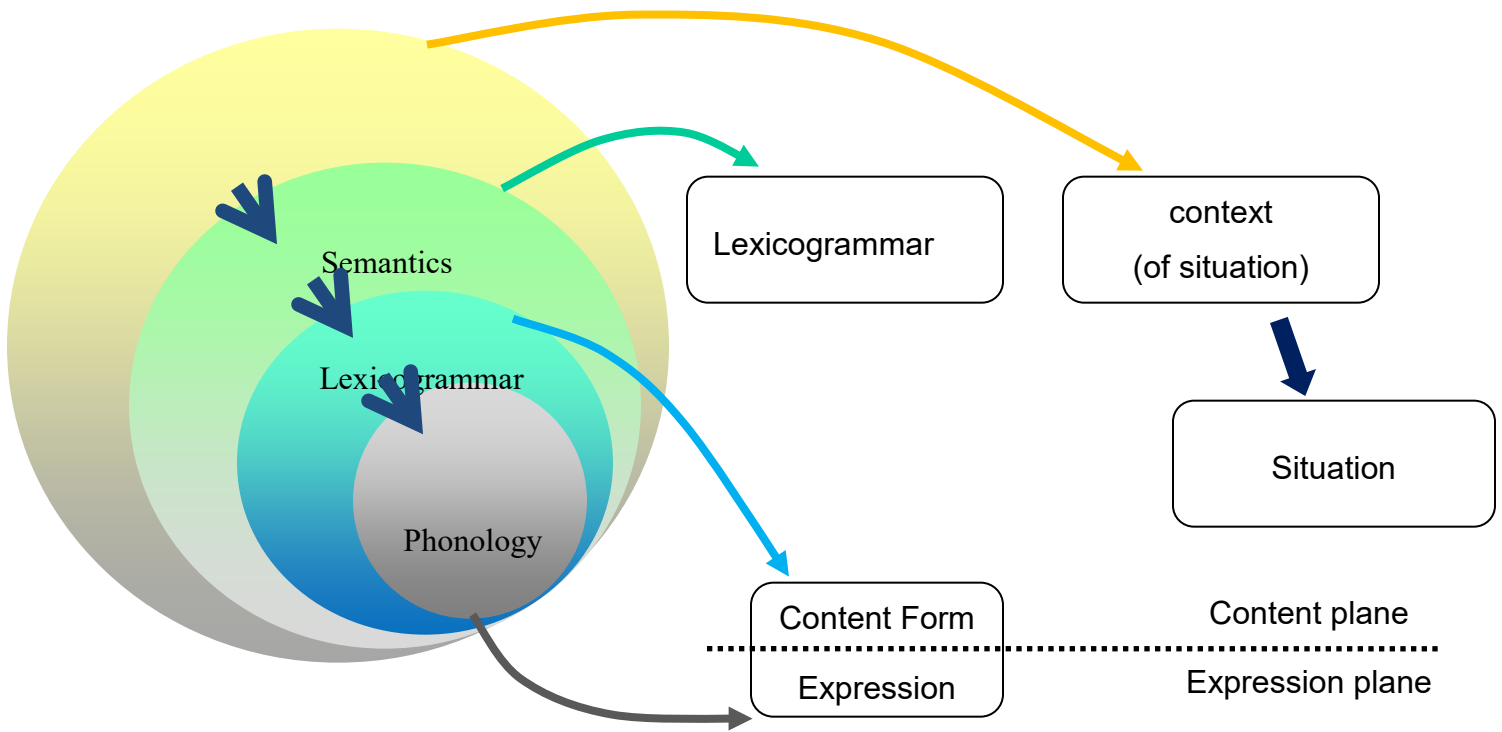 Semantics
Lexicogrammar
Phonology
Lexicogrammar
context
(of situation)
Situation
Content Form
Expression
Content plane
Expression plane